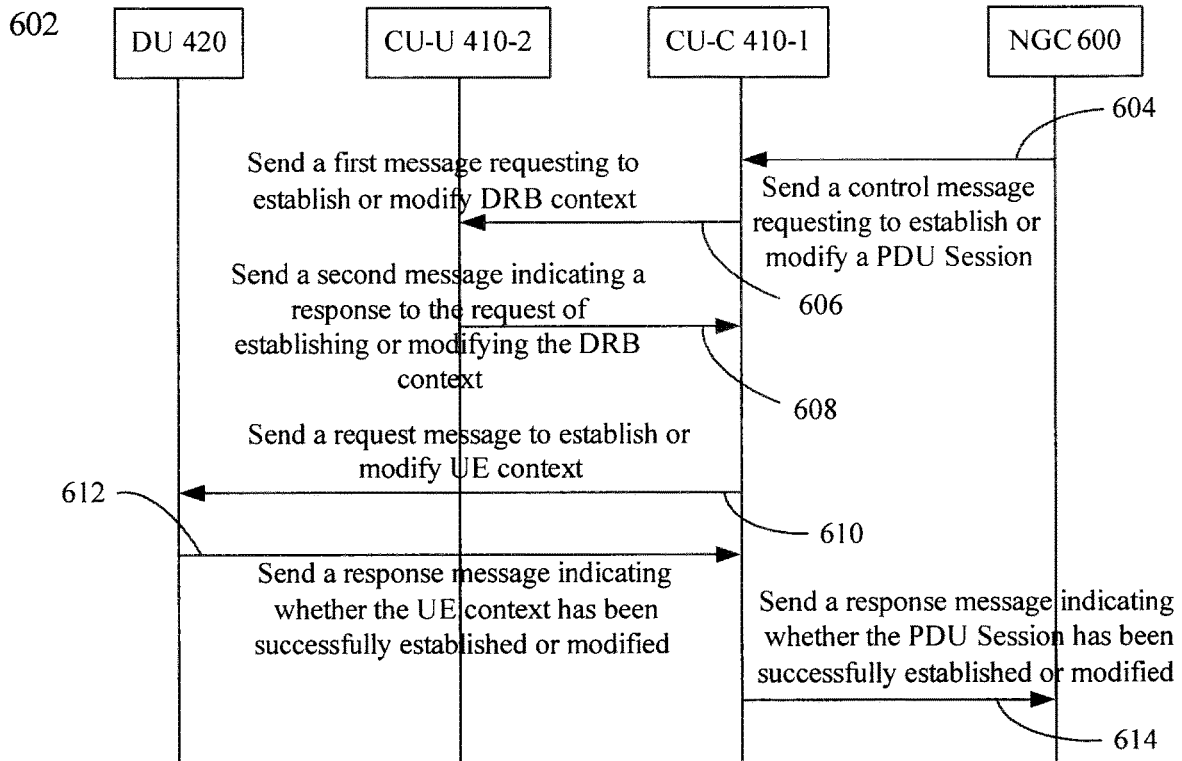 602
DU 420
CU-U 410-2
CU-C 410-1
NGC 600
604
Send a first message requesting to
establish or modify DRB context
Send a control message
requesting to establish or
modify a PDU Session
606
Send a second message indicating a
response to the request of
establishing or modifying the DRB
context
608
Send a request message to establish or
modify UE context
612
610
Send a response message indicating
whether the UE context has been
successfully established or modified
Send a response message indicating
whether the PDU Session has been
successfully established or modified
614